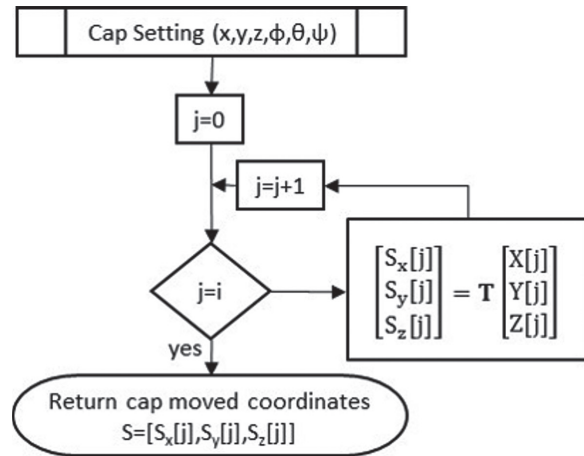 Cap Setting (x,y,z,ϕ,θ,ψ)
j=0
j=j+1
j=i
[Sx[j]] = T [X[j]]
[Sy[j]] [Y[j]]
[Sz[j]] [Z[j]]
yes
Return cap moved coordinates
S=[Sx[j],Sy[j],Sz[j]]